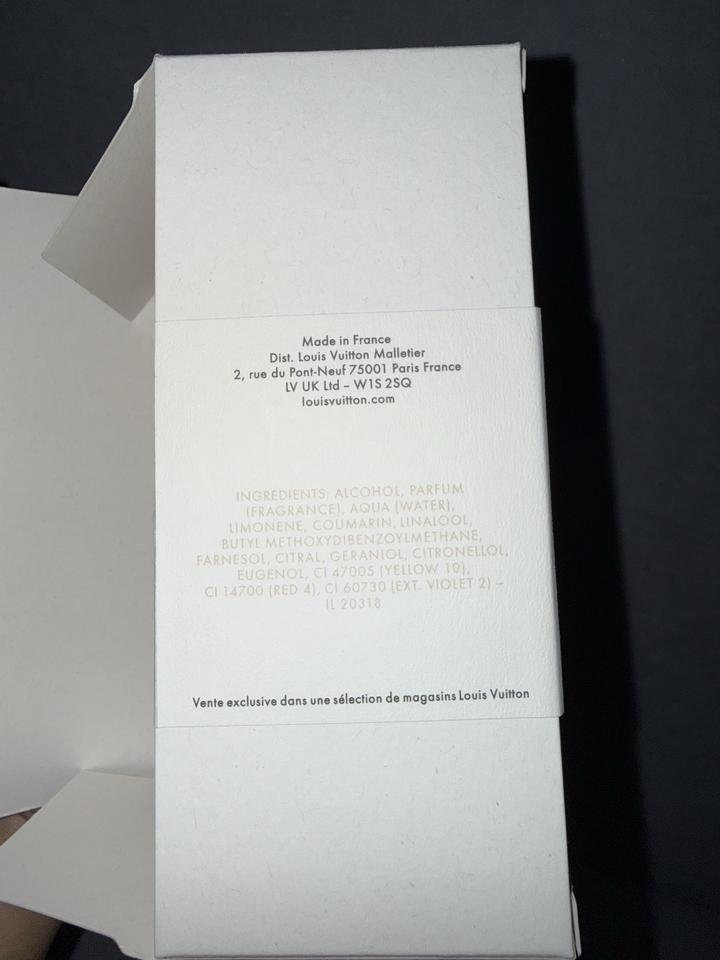 Made in France
Dist. Louis Vuitton Malletier
2, rue du Pont-Neuf 75001 Paris France
LV UK Ltd – W1S 2SQ
louisvuitton.com
INGREDIENTS: ALCOHOL, PARFUM
(FRAGRANCE), AQUA (WATER),
LIMONENE, COUMARIN, LINALOOL,
BUTYL METHOXYDIBENZOYLMETHANE,
FARNESOL, CITRAL, GERANIOL, CITRONELLOL,
EUGENOL, CI 47005 (YELLOW 10),
CI 14700 (RED 4), CI 60730 (EXT. VIOLET 2) –
IL 20318
Vente exclusive dans une sélection de magasins Louis Vuitton